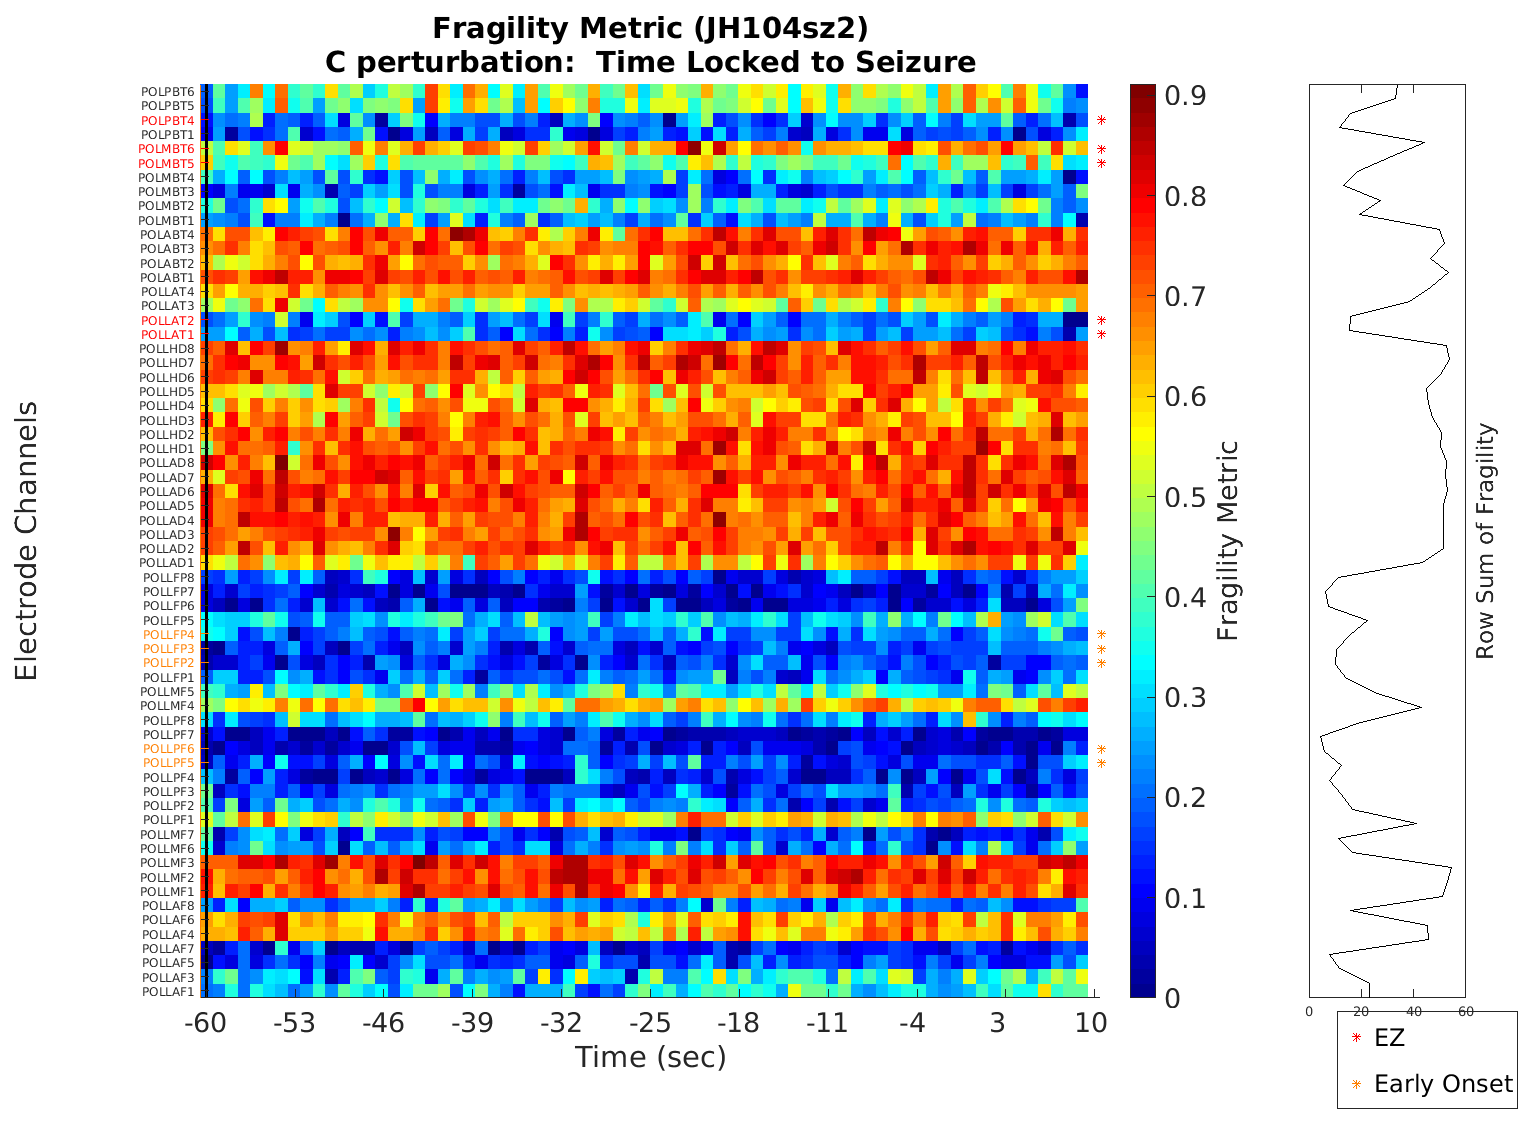 Fragility Metric (JH104sz2)
C perturbation:  Time Locked to Seizure
Electrode Channels
POLPBT6
POLPBT5
POLPBT4
POLPBT1
POLMBT6
POLMBT5
POLMBT4
POLMBT3
POLMBT2
POLMBT1
POLABT4
POLABT3
POLABT2
POLABT1
POLLAT4
POLLAT3
POLLAT2
POLLAT1
POLLHD8
POLLHD7
POLLHD6
POLLHD5
POLLHD4
POLLHD3
POLLHD2
POLLHD1
POLLAD8
POLLAD7
POLLAD6
POLLAD5
POLLAD4
POLLAD3
POLLAD2
POLLAD1
POLLFP8
POLLFP7
POLLFP6
POLLFP5
POLLFP4
POLLFP3
POLLFP2
POLLFP1
POLLMF5
POLLMF4
POLLPF8
POLLPF7
POLLPF6
POLLPF5
POLLPF4
POLLPF3
POLLPF2
POLLPF1
POLLMF7
POLLMF6
POLLMF3
POLLMF2
POLLMF1
POLLAF8
POLLAF6
POLLAF4
POLLAF7
POLLAF5
POLLAF3
POLLAF1
-60 -53 -46 -39 -32 -25 -18 -11 -4 3 10
Time (sec)
0.9
0.8
0.7
0.6
0.5
0.4
0.3
0.2
0.1
0
Fragility Metric
0 20 40 60
Row Sum of Fragility
EZ
Early Onset